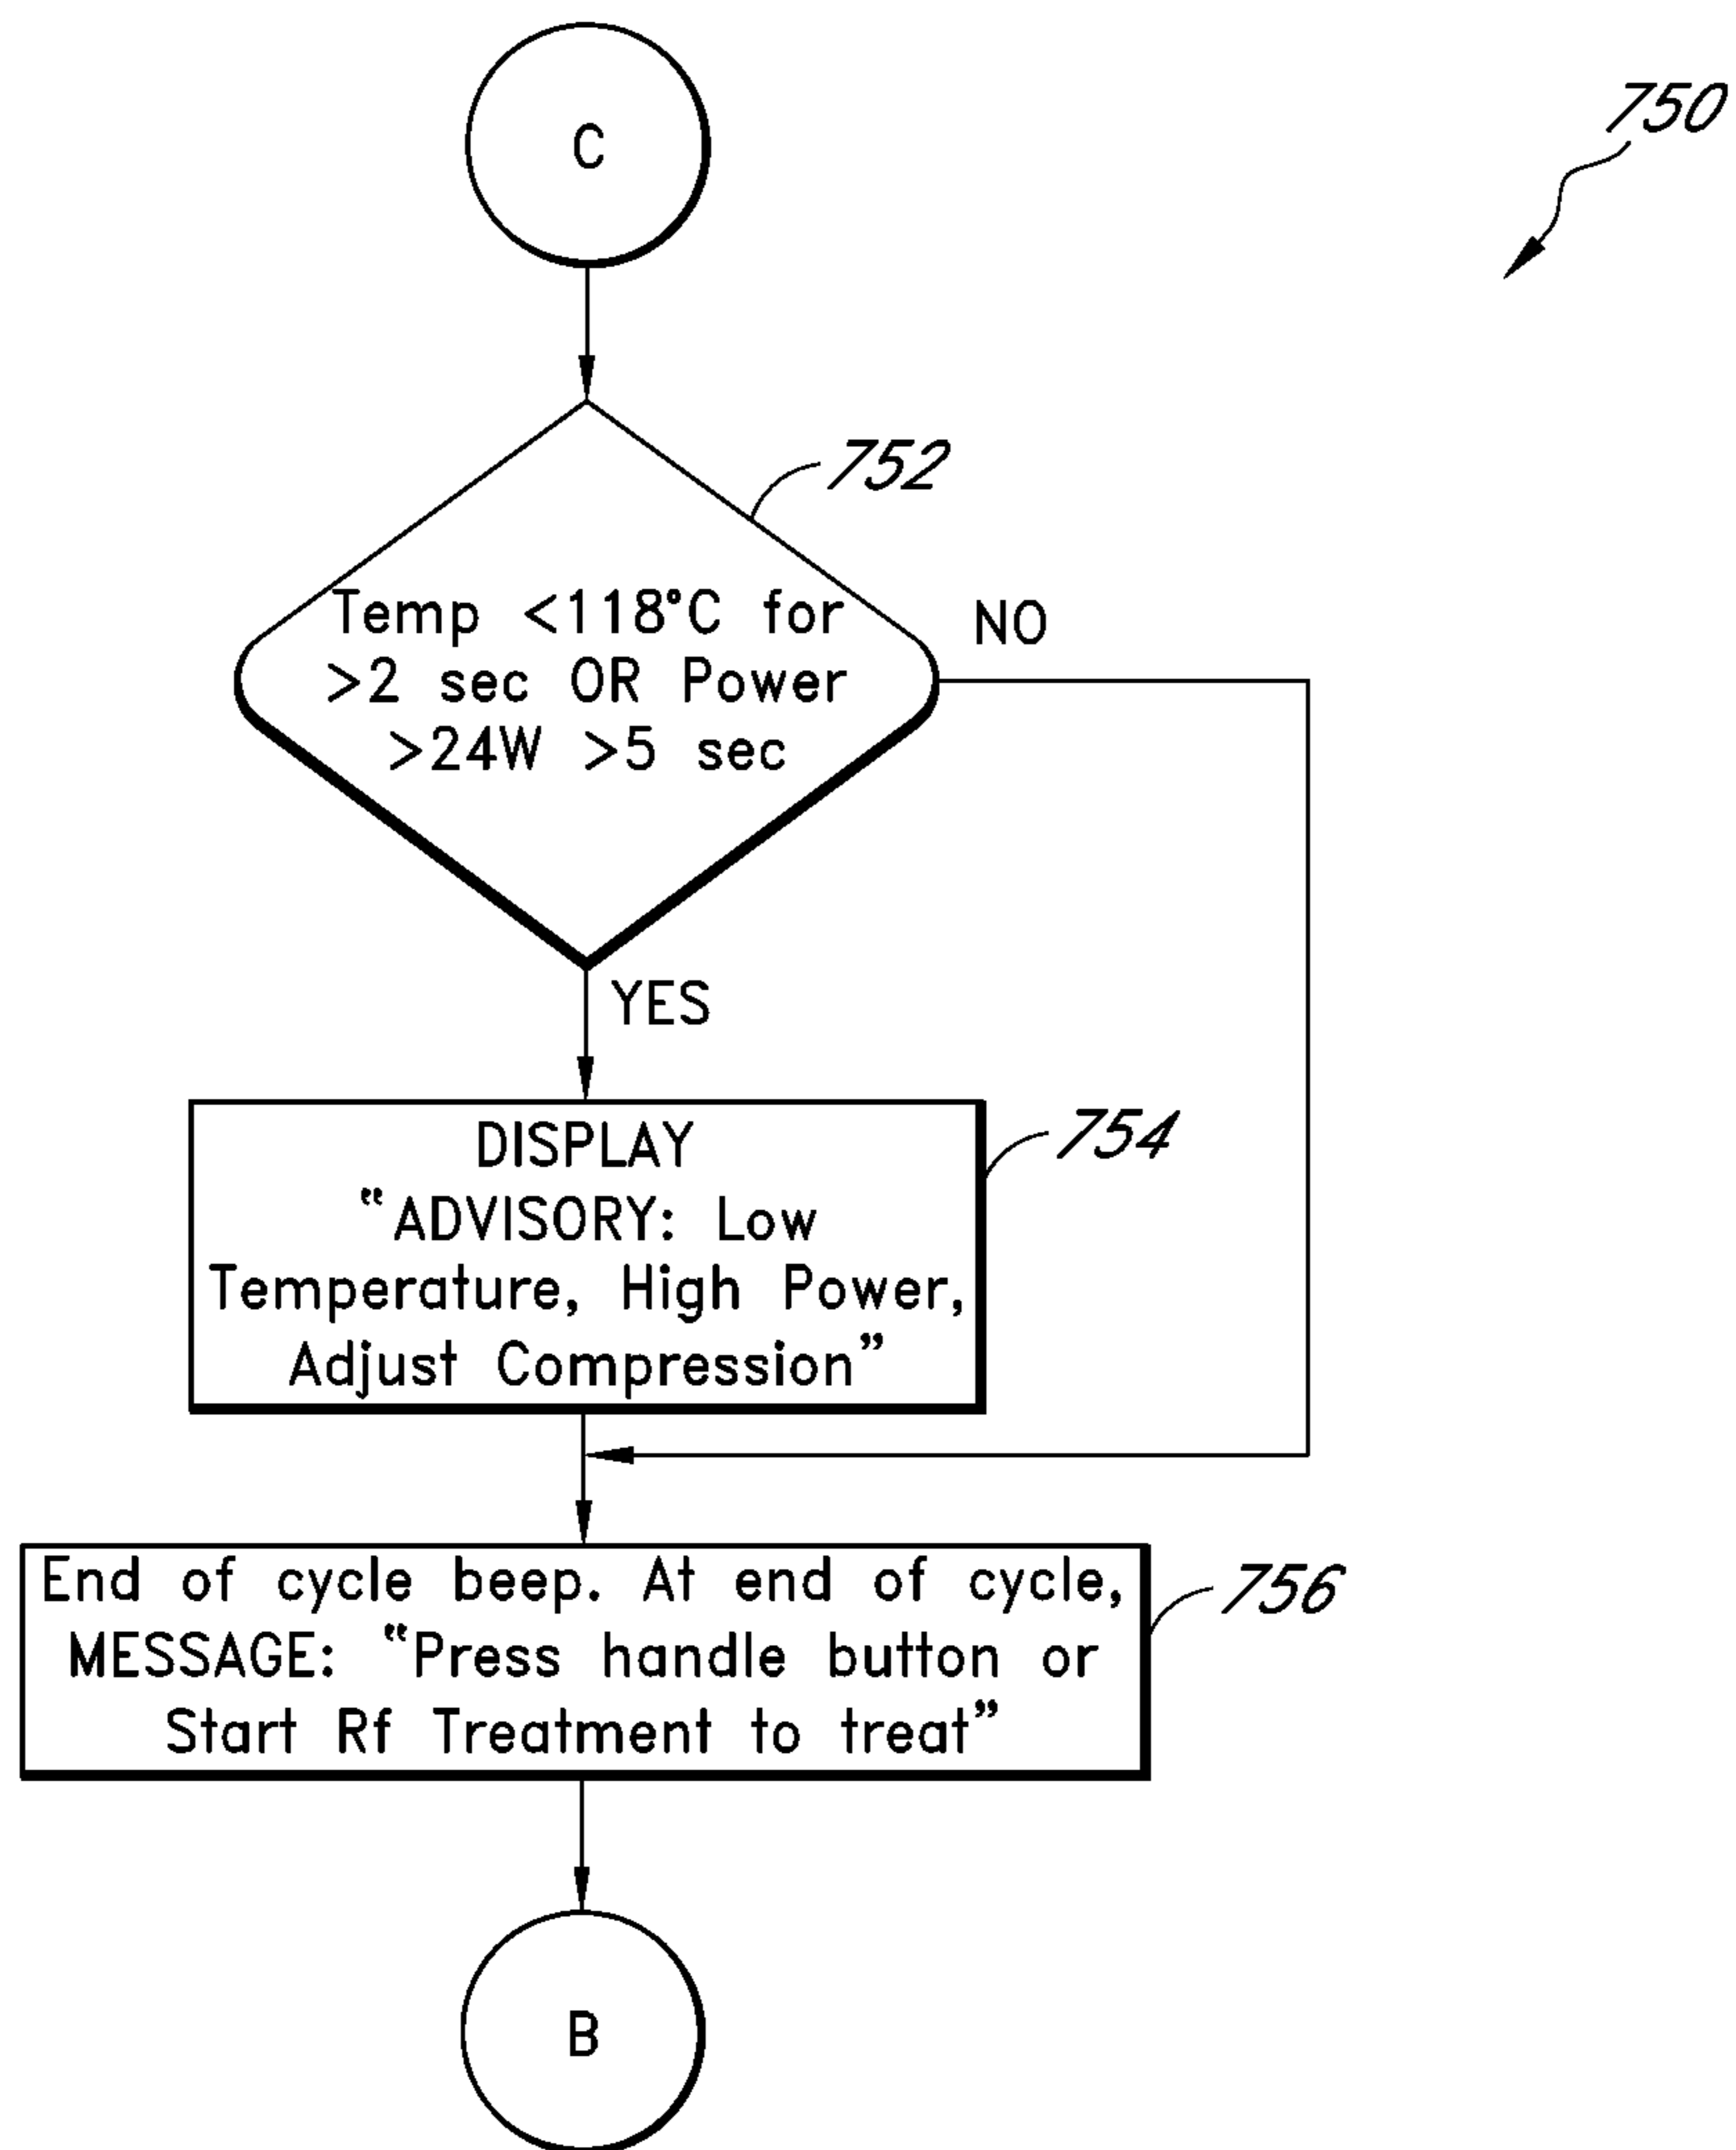 C
750
752
Temp <118°C for
>2 sec OR Power
>24W >5 sec
NO
YES
DISPLAY
“ADVISORY: Low
Temperature, High Power,
Adjust Compression”
754
End of cycle beep. At end of cycle,
MESSAGE: “Press handle button or
Start Rf Treatment to treat”
756
B